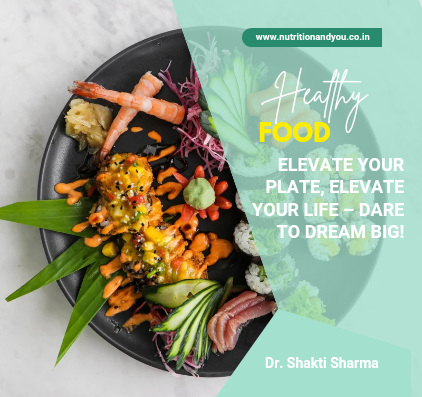 www.nutritionandyou.co.in
Healthy
FOOD
ELEVATE YOUR
PLATE, ELEVATE
YOUR LIFE – DARE
TO DREAM BIG!
Dr. Shakti Sharma